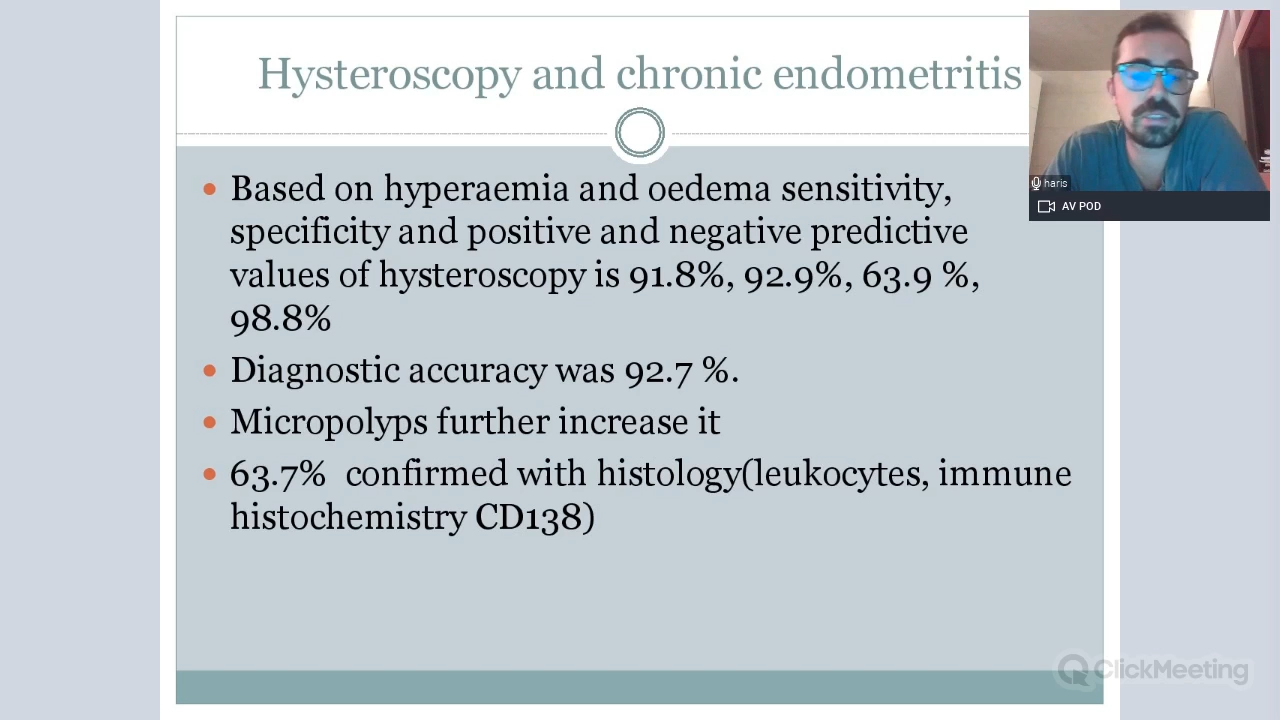 Hysteroscopy and chronic endometritis
Based on hyperaemia and oedema sensitivity,
specificity and positive and negative predictive
values of hysteroscopy is 91.8%, 92.9%, 63.9 %,
98.8%
Diagnostic accuracy was 92.7 %.
Micropolyps further increase it
63.7%  confirmed with histology(leukocytes, immune
histochemistry CD138)
haris
AV POD
ClickMeeting